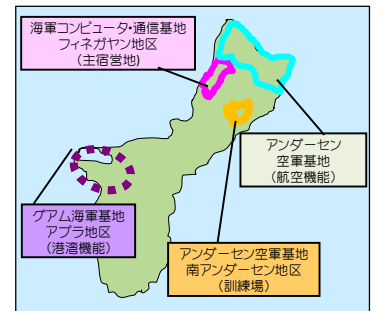 海軍コンピュータ・通信基地
フィネガヤン地区
(主宿営地)
アンダーセン
空軍基地
(航空機能)
グアム海軍基地
アプラ地区
(港湾機能)
アンダーセン空軍基地
南アンダーセン地区
(訓練場)